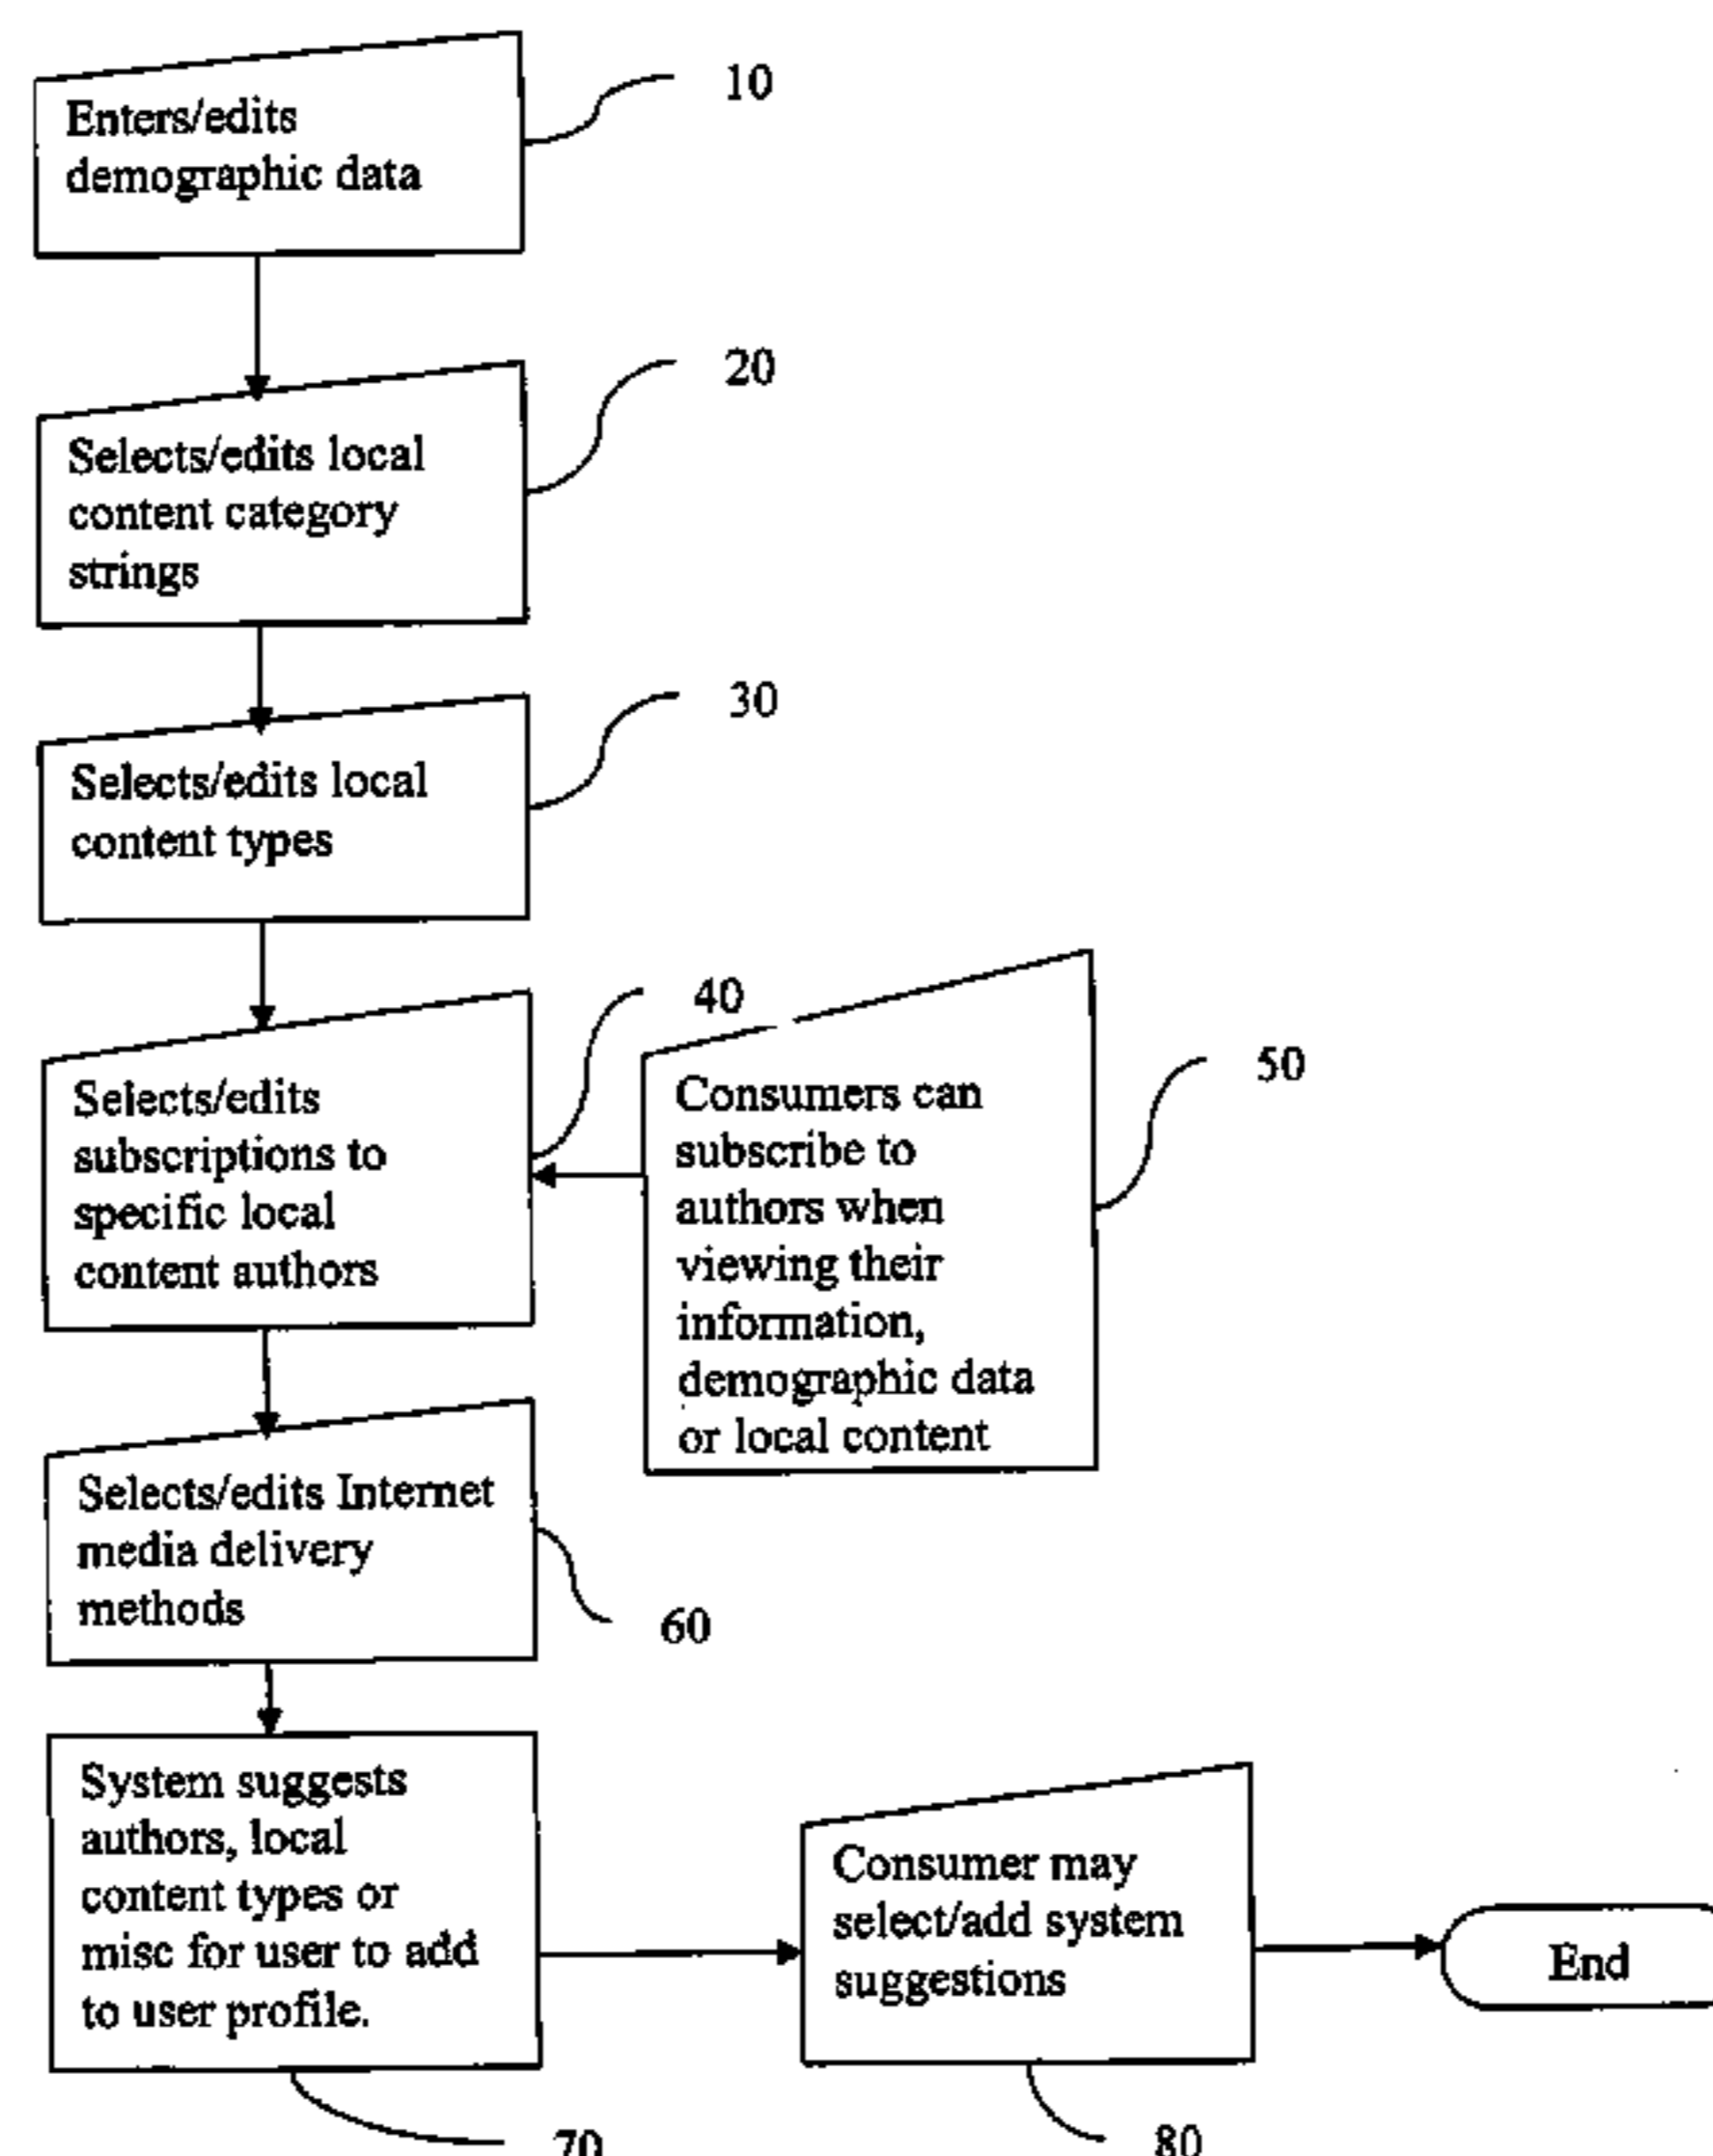 Enters/edits
demographic data
10
Selects/edits local
content category
strings
20
Selects/edits local
content types
30
Selects/edits
subscriptions to
specific local
content authors
40
Consumers can
subscribe to
authors when
viewing their
information,
demographic data
or local content
50
Selects/edits Internet
media delivery
methods
60
System suggests
authors, local
content types or
misc for user to add
to user profile.
70
Consumer may
select/add system
suggestions
80
End